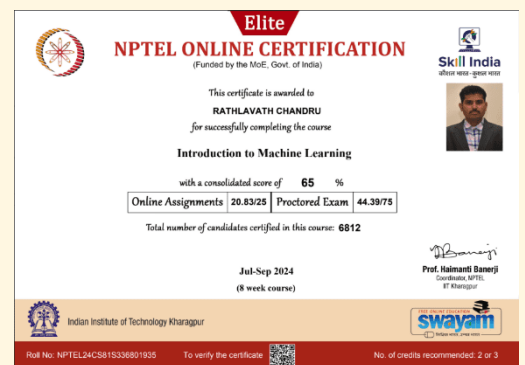 Elite
NPTEL ONLINE CERTIFICATION
(Funded by the MoE, Govt. of India)
Skill India
कौशल भारत - कुशल भारत
This certificate is awarded to
RATHLAVATH CHANDRU
for successfully completing the course
Introduction to Machine Learning
with a consolidated score of 65 %
Online Assignments 20.83/25 Proctored Exam 44.39/75
Total number of candidates certified in this course: 6812
Jul-Sep 2024
(8 week course)
Prof. Haimanti Banerji
Coordinator, NPTEL
IIT Kharagpur
Indian Institute of Technology Kharagpur
FREE ONLINE EDUCATION
swayam
Roll No: NPTEL24CS81S336801935 To verify the certificate No. of credits recommended: 2 or 3